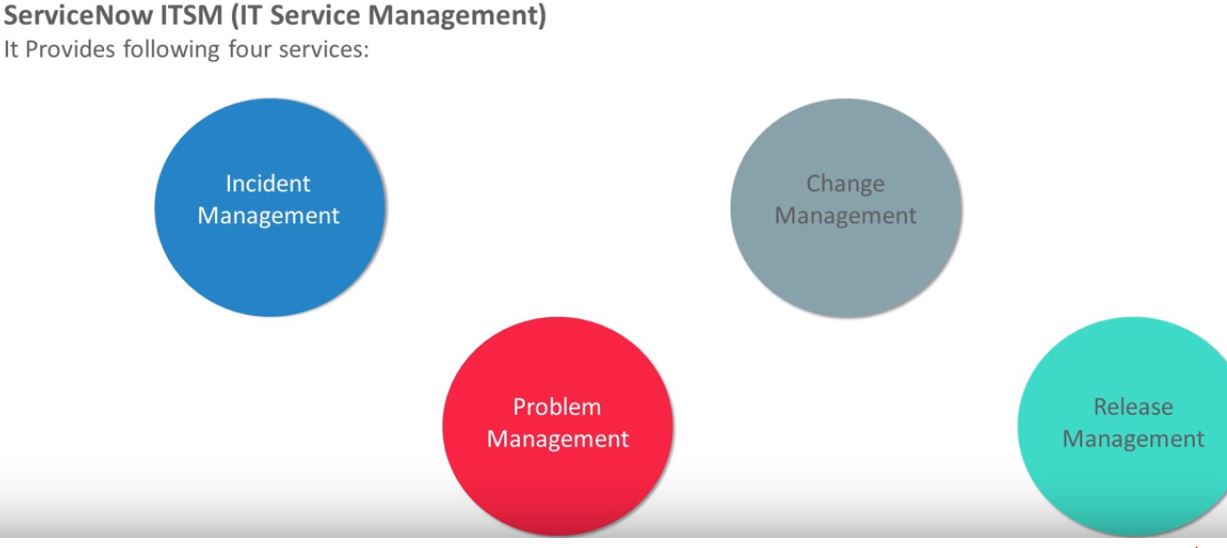 ServiceNow ITSM (IT Service Management)
It Provides following four services:
Incident
Management
Change
Management
Problem
Management
Release
Management